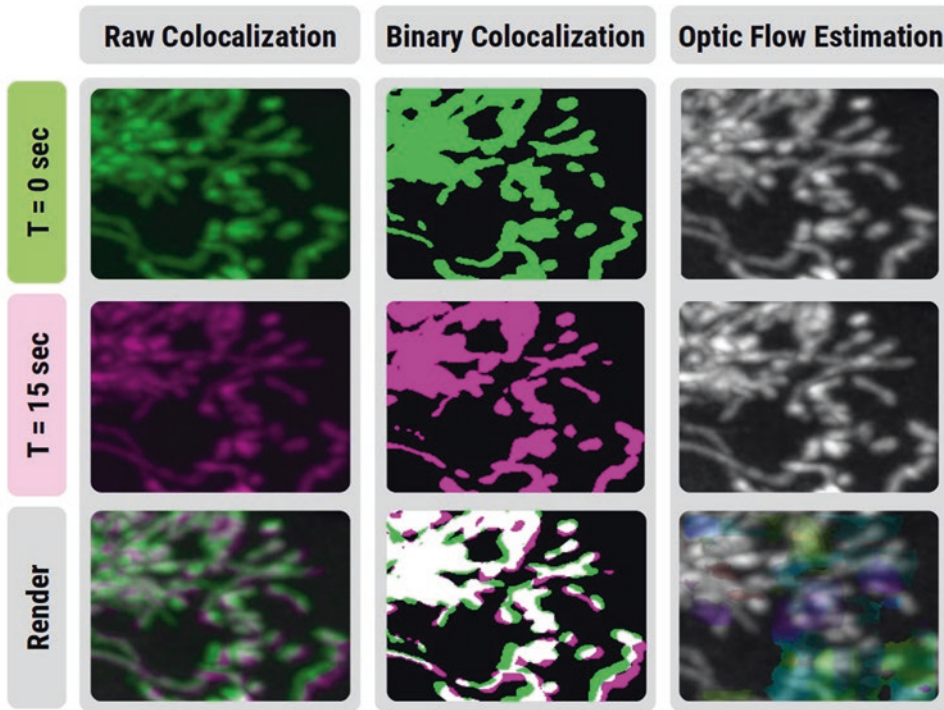 Raw Colocalization
Binary Colocalization
Optic Flow Estimation
T = 0 sec
T = 15 sec
Render